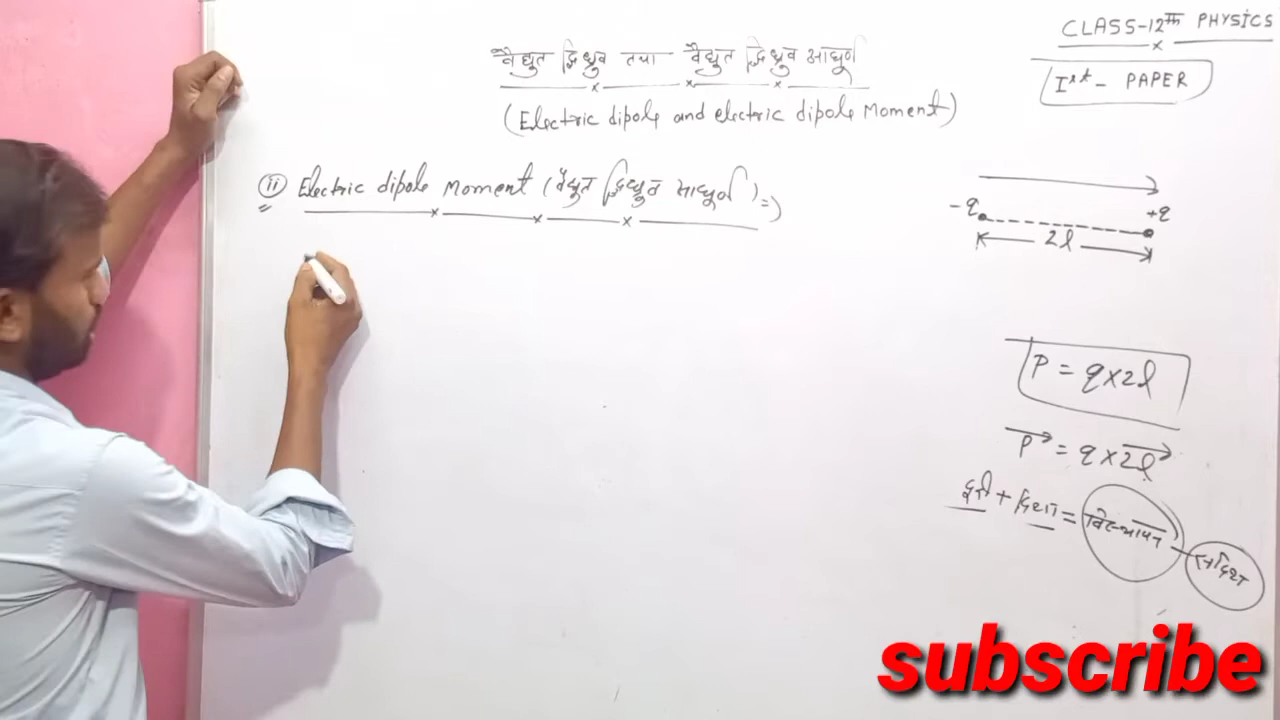 CLASS-12th PHYSICS
Ist - PAPER
वैद्युत द्विध्रुव तथा वैद्युत द्विध्रुव आघूर्ण
(Electric dipole and electric dipole Moment)
ii Electric dipole Moment (वैद्युत द्विध्रुव आघूर्ण) =>
-q +q
2l
P = q×2l
P = q×2l
दूरी + दिशा = विस्थापन सदिश
subscribe